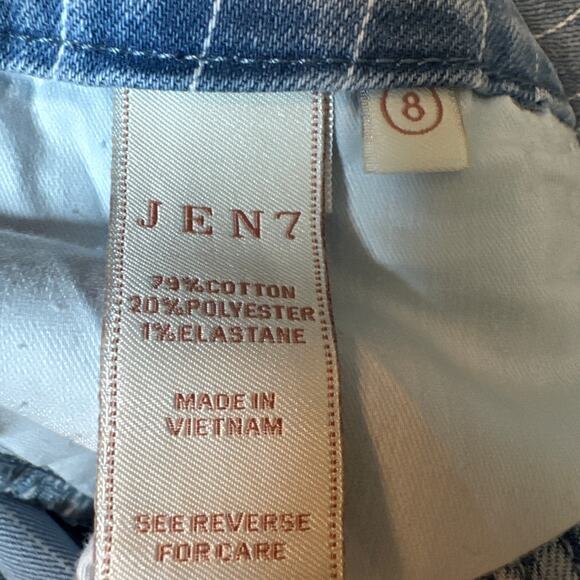 8
JEN7
79%COTTON
20%POLYESTER
1%ELASTANE
MADE IN
VIETNAM
SEE REVERSE
FOR CARE